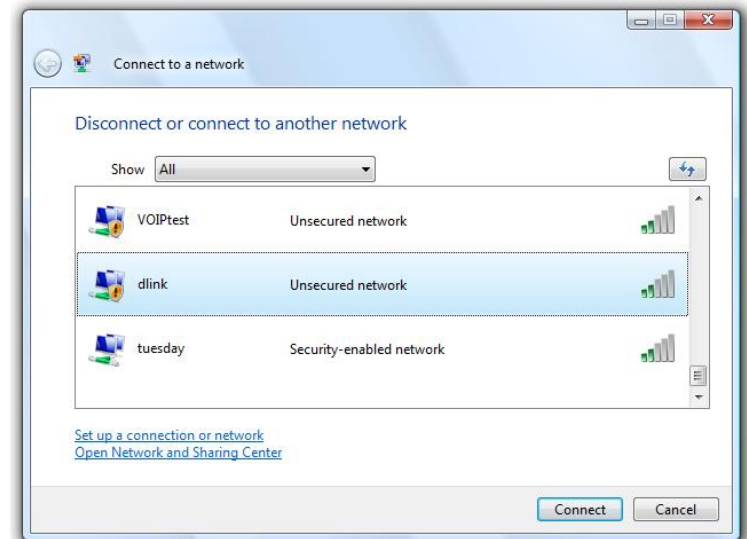 Connect to a network
Disconnect or connect to another network
Show All
VOIPtest Unsecured network
dlink Unsecured network
tuesday Security-enabled network
Set up a connection or network
Open Network and Sharing Center
Connect Cancel